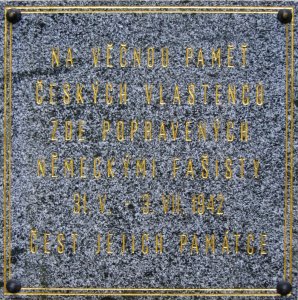 NA VĚČNOU PAMĚŤ
ČESKÝCH VLASTENCŮ
ZDE POPRAVENÝCH
NĚMECKÝMI FAŠISTY
31. V. - 3. VII. 1942
ČEST JEJICH PAMÁTCE